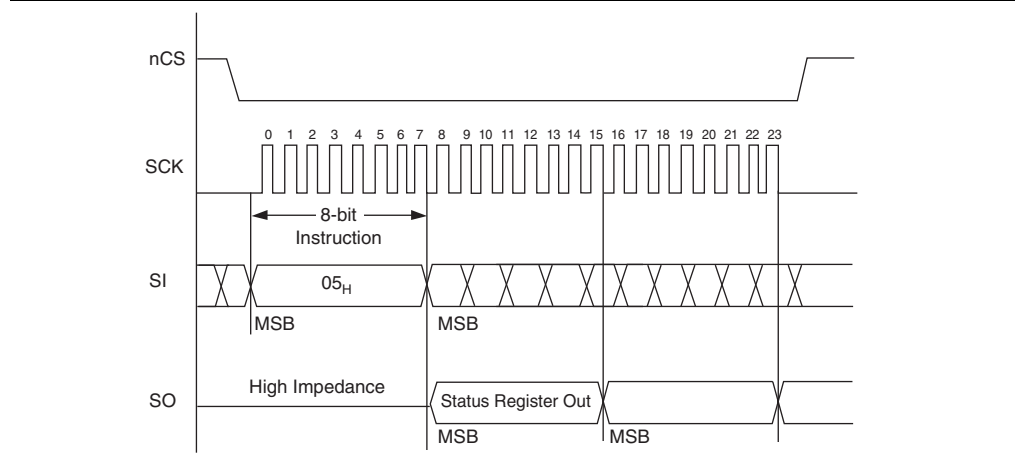 nCS
0 1 2 3 4 5 6 7 8 9 10 11 12 13 14 15 16 17 18 19 20 21 22 23
SCK
8-bit
Instruction
SI
05H
MSB MSB
High Impedance
SO
Status Register Out
MSB MSB